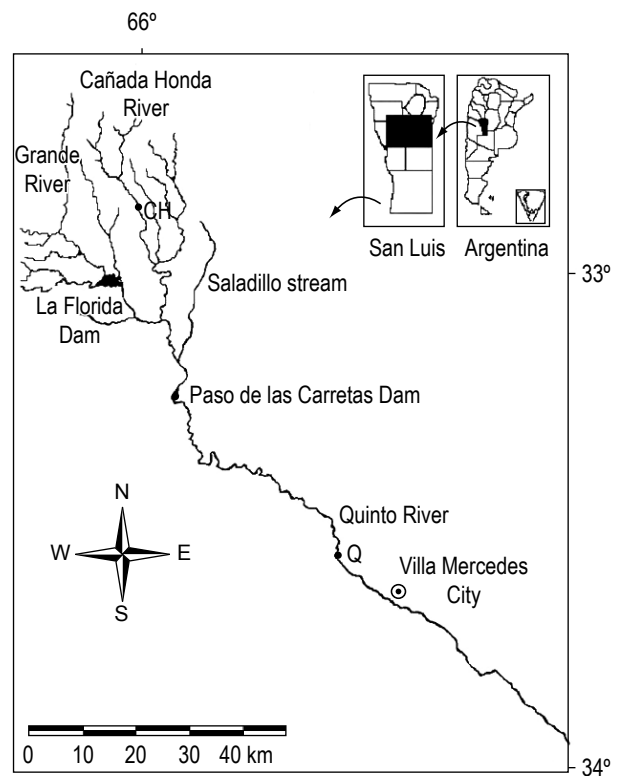 66º
Cañada Honda
River
Grande
River
CH
San Luis
Argentina
33º
Saladillo stream
La Florida
Dam
Paso de las Carretas Dam
N
W
E
S
Quinto River
Q
Villa Mercedes
City
0 10 20 30 40 km
34º